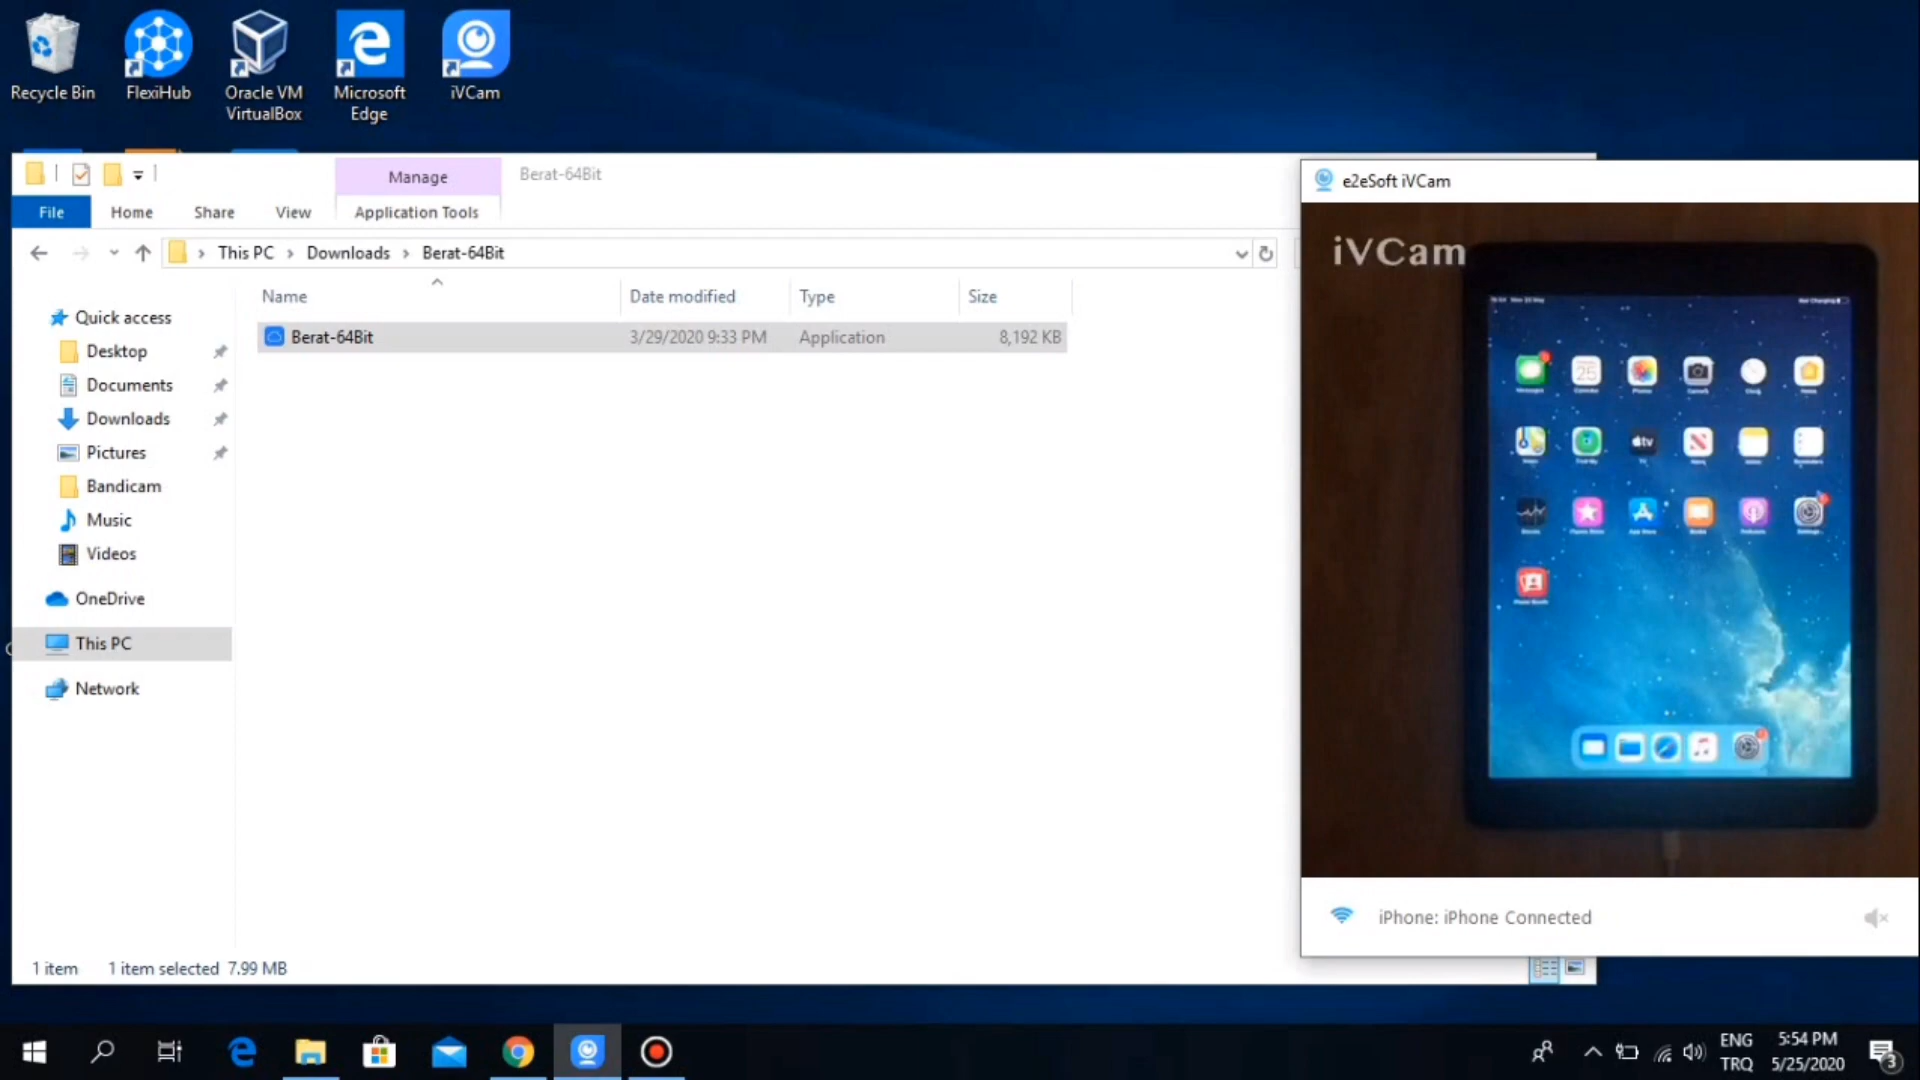 Recycle Bin
FlexiHub
Oracle VM
VirtualBox
Microsoft
Edge
iVCam
Manage
Berat-64Bit
File
Home
Share
View
Application Tools
This PC
Downloads
Berat-64Bit
Name
Date modified
Type
Size
Berat-64Bit
3/29/2020 9:33 PM
Application
8,192 KB
Quick access
Desktop
Documents
Downloads
Pictures
Bandicam
Music
Videos
OneDrive
This PC
Network
1 item
1 item selected 7.99 MB
e2eSoft iVCam
iVCam
25
tv
iPhone: iPhone Connected
ENG
TRQ
5:54 PM
5/25/2020
3